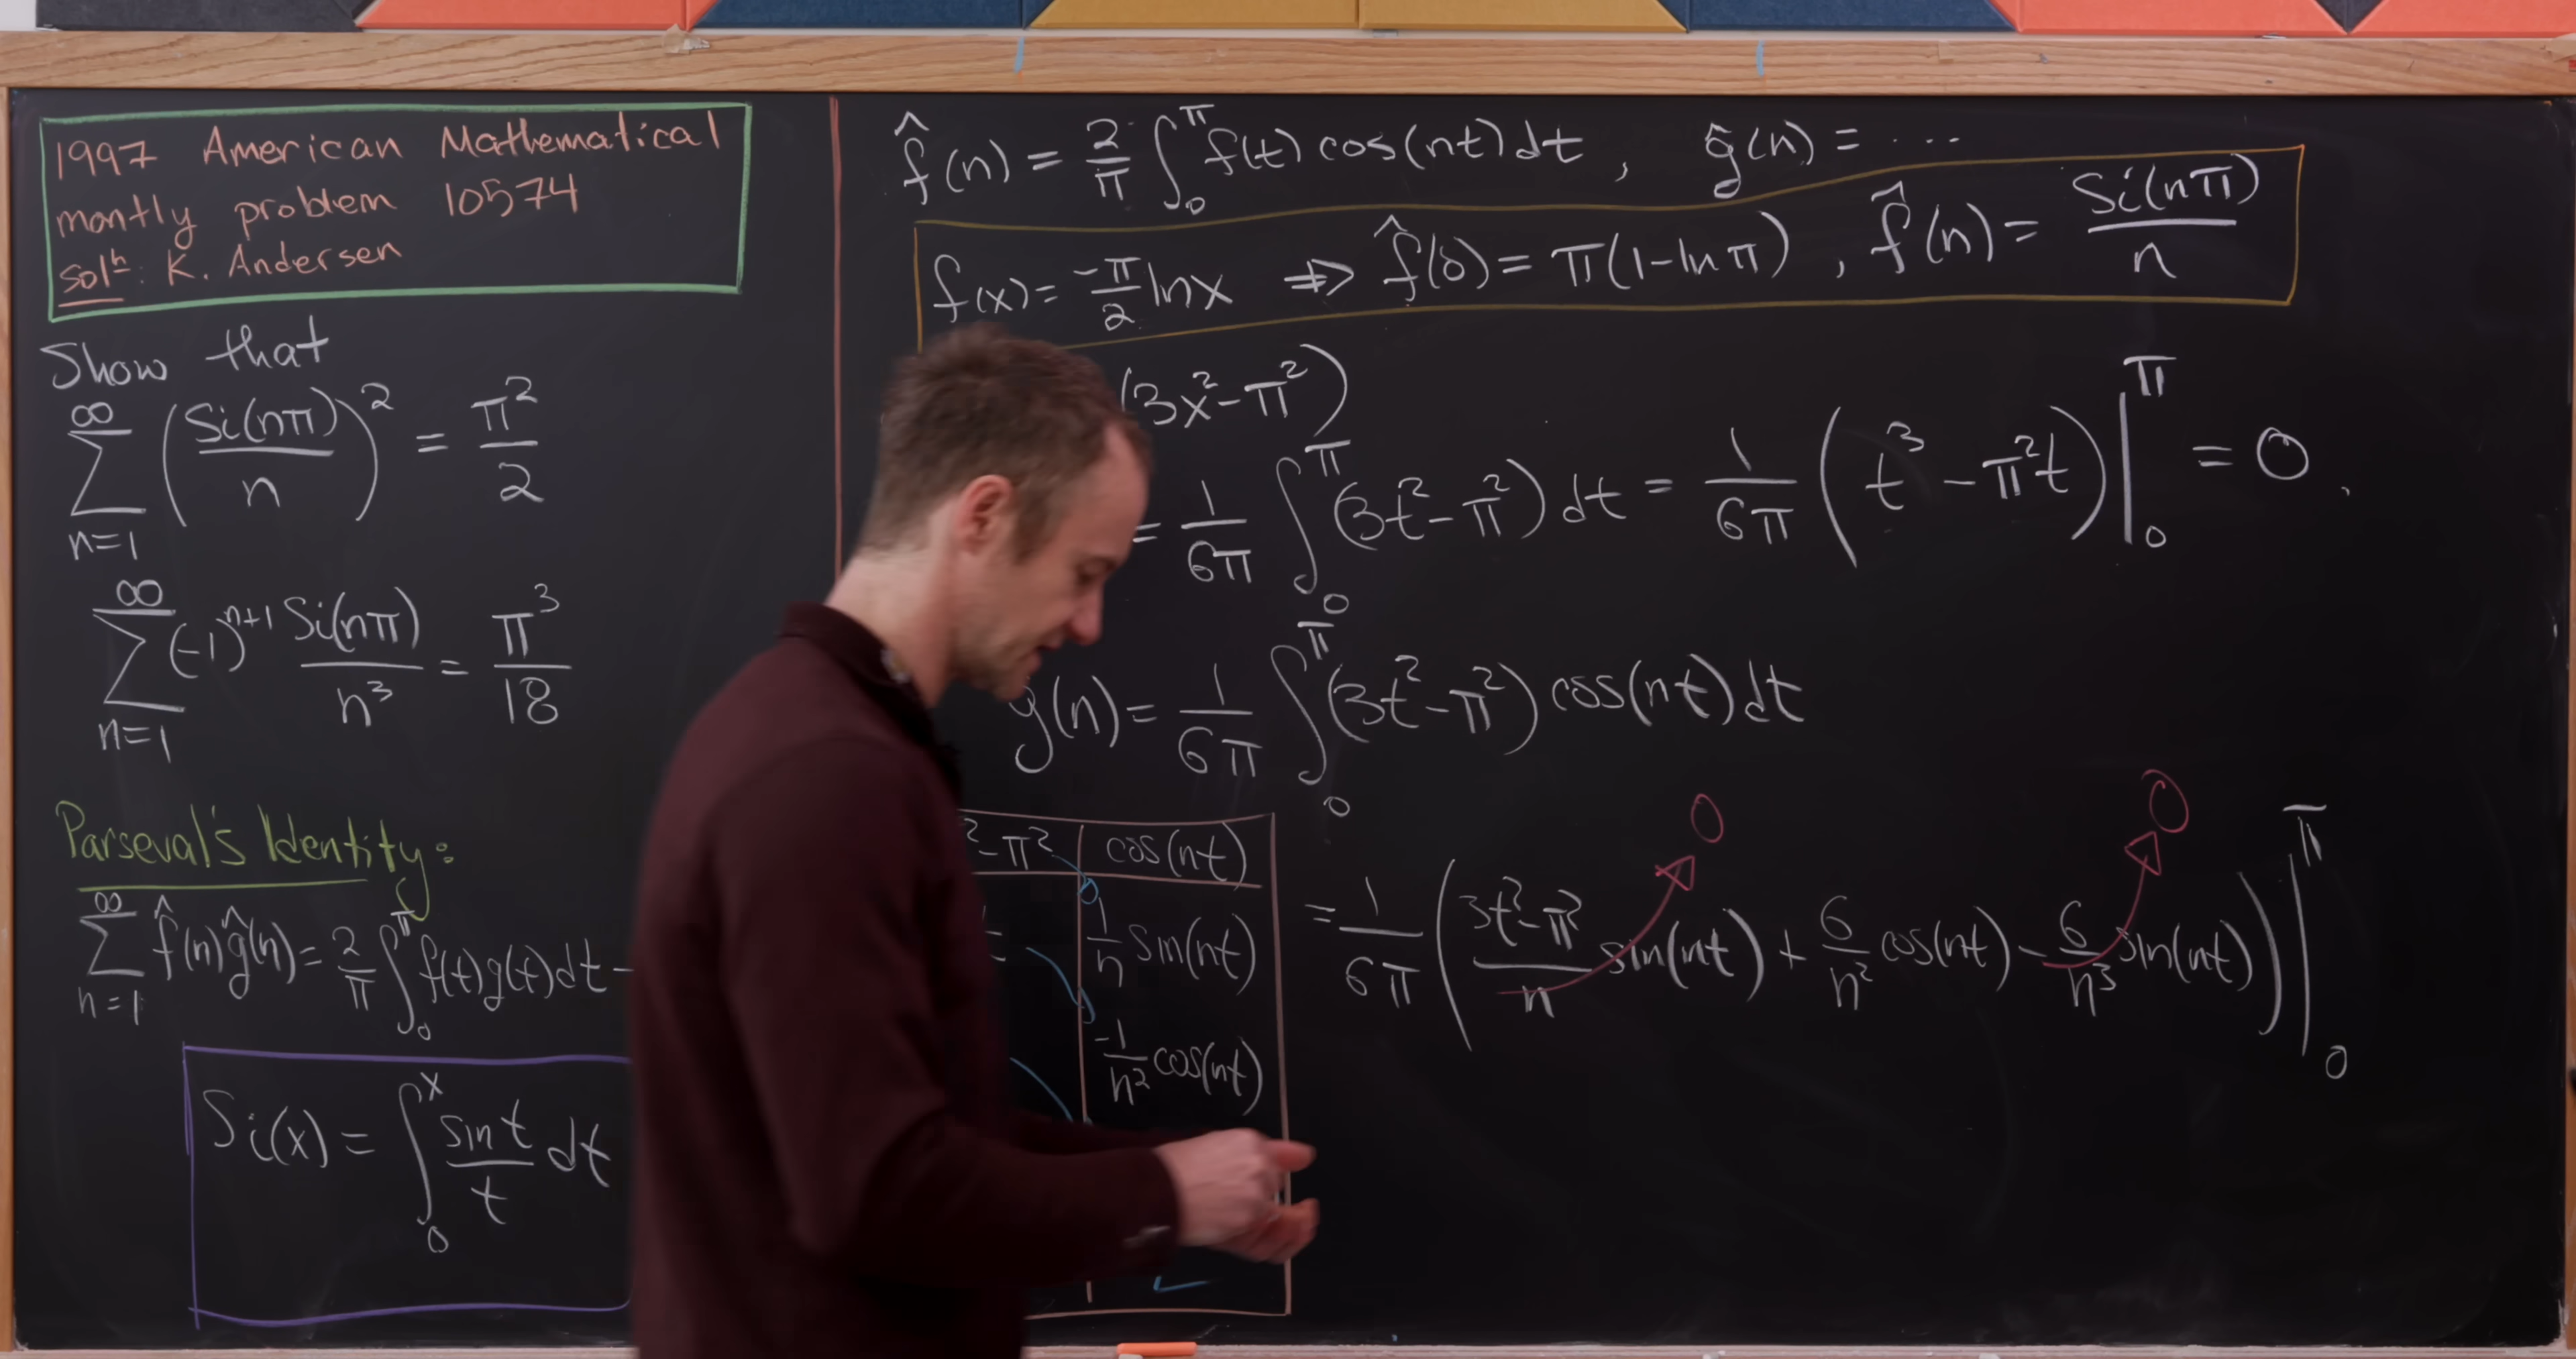 1997 American Mathematical
montly problem 10574
solⁿ: K. Andersen
Show that
∑_{n=1}^{∞} (Si(nπ)/n)² = π²/2
∑_{n=1}^{∞} (-1)^{n+1} Si(nπ)/n³ = π³/18
Parseval's Identity:
∑_{n=1}^{∞} f̂(n)ĝ(n) = 2/π ∫_0^π f(t)g(t)dt -
Si(x) = ∫_0^x sin t/t dt
f̂(n) = 2/π ∫_0^π f(t) cos(nt) dt , ĝ(n) = ...
f(x) = -π/2 ln x ⇒ f̂(0) = π(1-ln π) , f̂(n) = Si(nπ)/n
(3x²-π²)
= 1/6π ∫_0^π (3t²-π²) dt = 1/6π (t³-π²t) |_0^π = 0.
ĝ(n) = 1/6π ∫_0^π (3t²-π²) cos(nt) dt
²-π² cos(nt)
1/n sin(nt)
-1/n² cos(nt)
0 0
= 1/6π ( (3t²-π²)/n sin(nt) + 6/n² cos(nt) - 6/n³ sin(nt) ) |_0^π